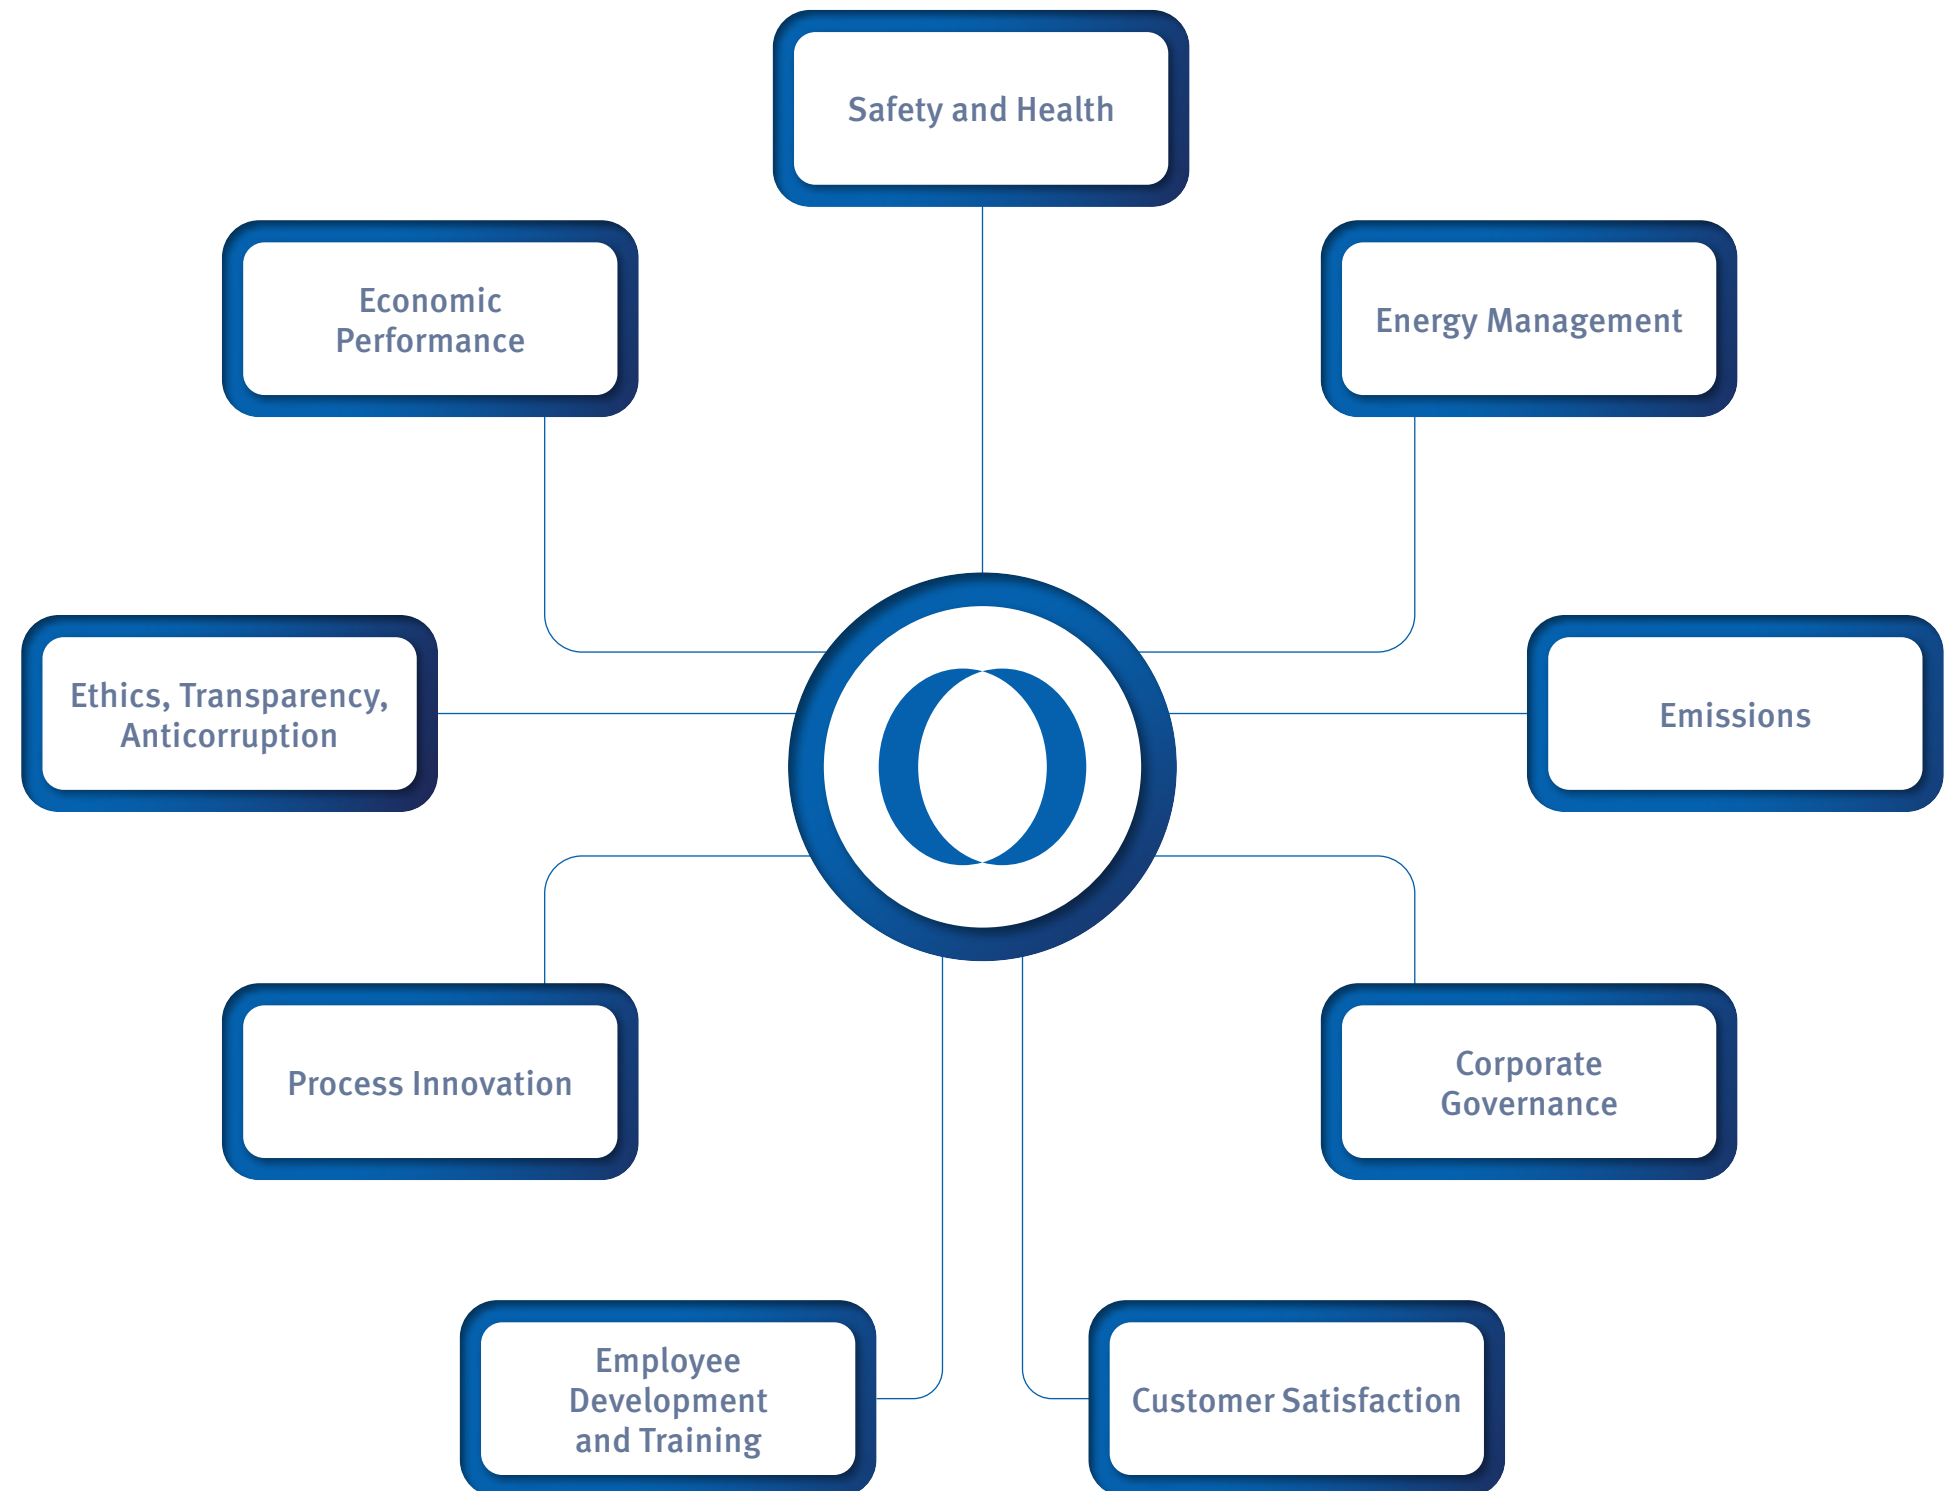 Safety and Health
Economic
Performance
Energy Management
Ethics, Transparency,
Anticorruption
Emissions
Process Innovation
Corporate
Governance
Employee
Development
and Training
Customer Satisfaction